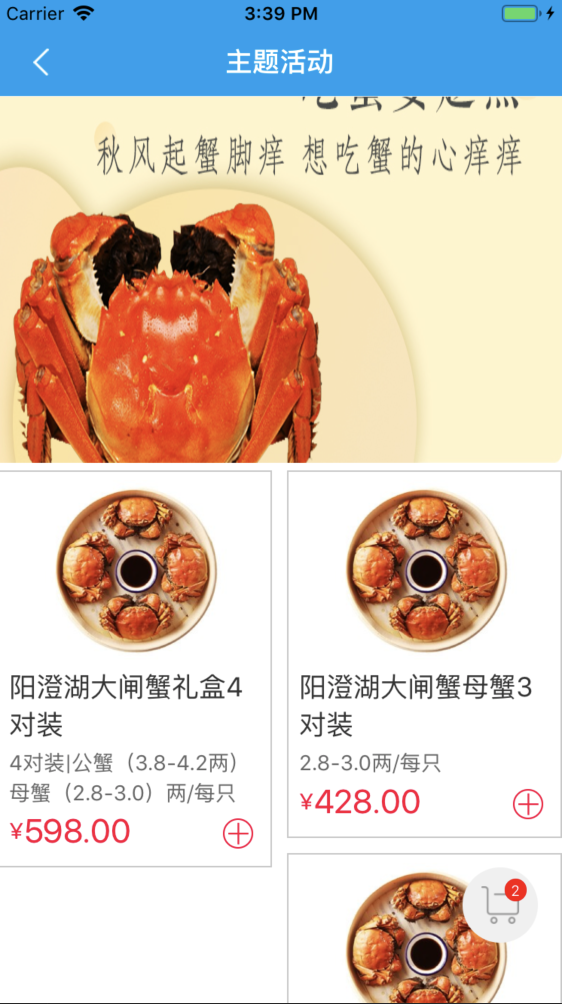 Carrier 3:39 PM
主题活动
秋风起蟹脚痒 想吃蟹的心痒痒
阳澄湖大闸蟹礼盒4
对装
4对装|公蟹（3.8-4.2两）
母蟹（2.8-3.0）两/每只
¥598.00
阳澄湖大闸蟹母蟹3
对装
2.8-3.0两/每只
¥428.00
2